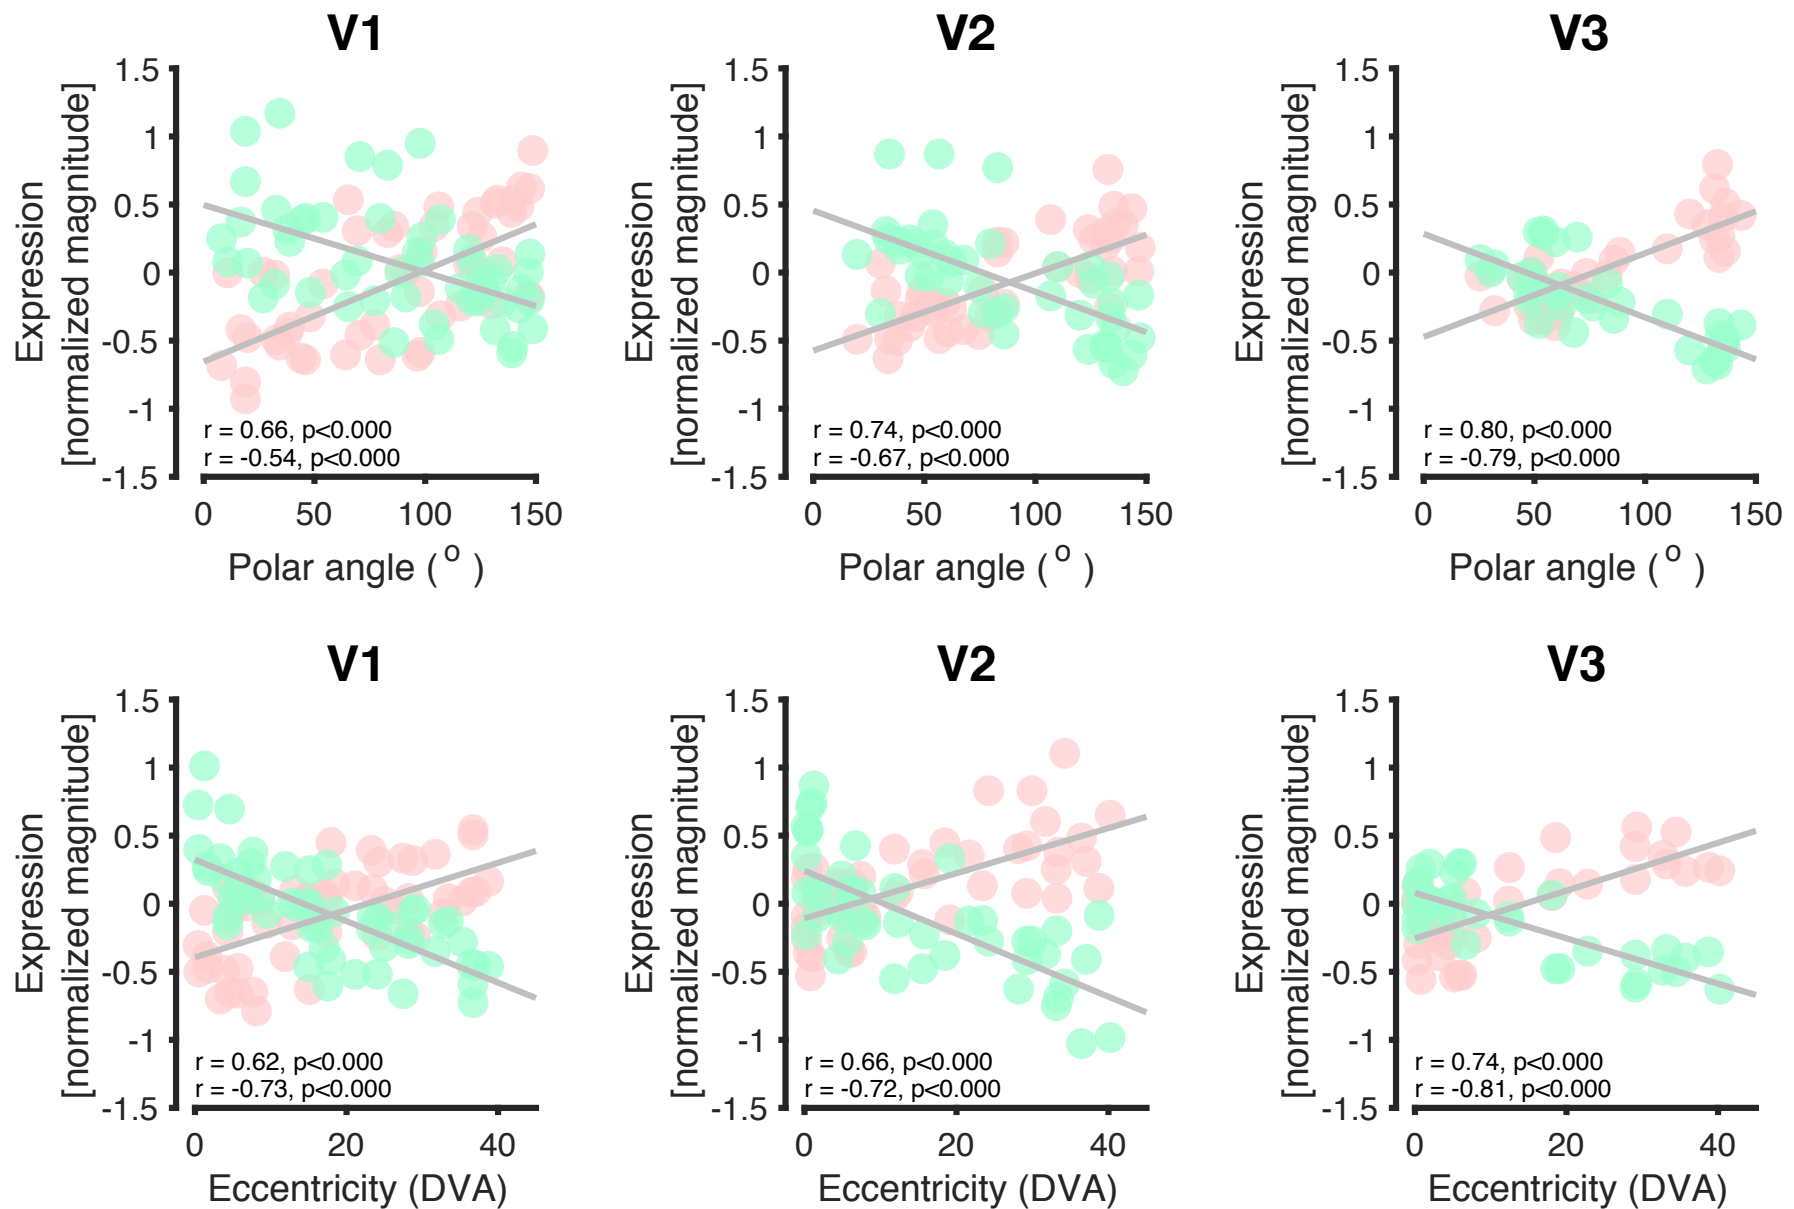 V1
V2
V3
Expression
[normalized magnitude]
1.5
1
0.5
0
-0.5
-1
-1.5
r = 0.66, p<0.000
r = -0.54, p<0.000
0 50 100 150
Polar angle ( o )
Expression
[normalized magnitude]
1.5
1
0.5
0
-0.5
-1
-1.5
r = 0.74, p<0.000
r = -0.67, p<0.000
0 50 100 150
Polar angle ( o )
Expression
[normalized magnitude]
1.5
1
0.5
0
-0.5
-1
-1.5
r = 0.80, p<0.000
r = -0.79, p<0.000
0 50 100 150
Polar angle ( o )
V1
V2
V3
Expression
[normalized magnitude]
1.5
1
0.5
0
-0.5
-1
-1.5
r = 0.62, p<0.000
r = -0.73, p<0.000
0 20 40
Eccentricity (DVA)
Expression
[normalized magnitude]
1.5
1
0.5
0
-0.5
-1
-1.5
r = 0.66, p<0.000
r = -0.72, p<0.000
0 20 40
Eccentricity (DVA)
Expression
[normalized magnitude]
1.5
1
0.5
0
-0.5
-1
-1.5
r = 0.74, p<0.000
r = -0.81, p<0.000
0 20 40
Eccentricity (DVA)